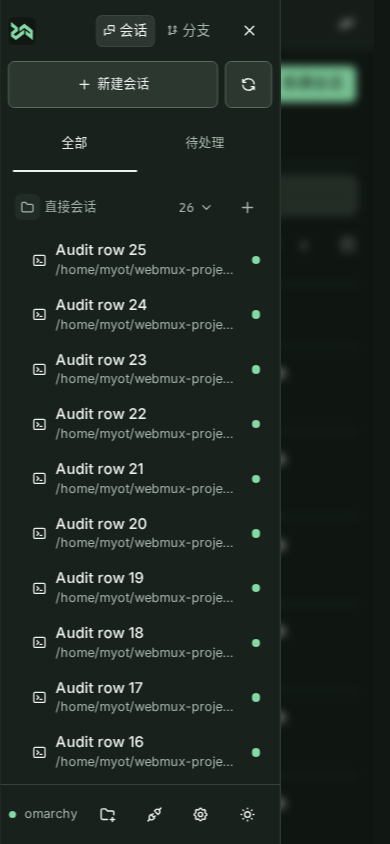 会话
分支
新建会话
全部
待处理
直接会话
26
Audit row 25
/home/myot/webmux-proje...
Audit row 24
/home/myot/webmux-proje...
Audit row 23
/home/myot/webmux-proje...
Audit row 22
/home/myot/webmux-proje...
Audit row 21
/home/myot/webmux-proje...
Audit row 20
/home/myot/webmux-proje...
Audit row 19
/home/myot/webmux-proje...
Audit row 18
/home/myot/webmux-proje...
Audit row 17
/home/myot/webmux-proje...
Audit row 16
/home/myot/webmux-proje...
omarchy